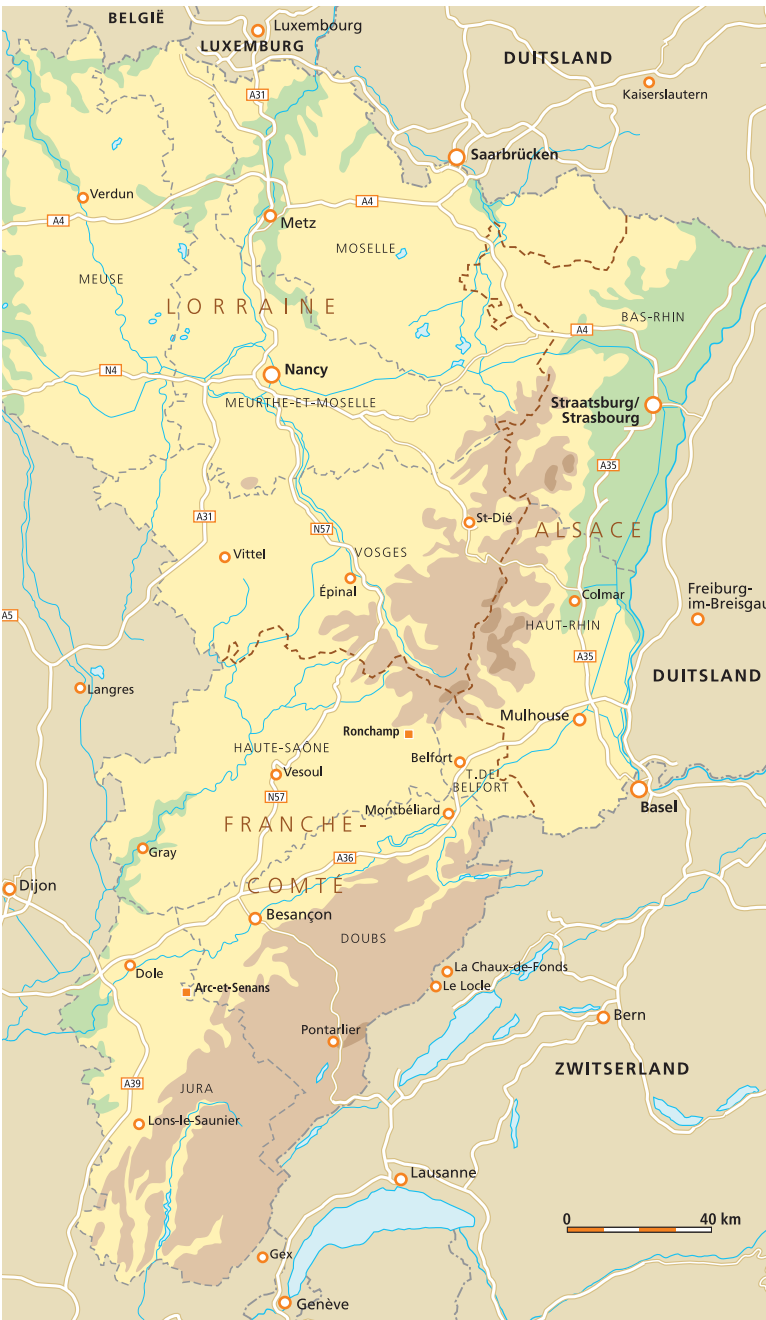 BELGIË
Luxembourg
LUXEMBURG
DUITSLAND
Kaiserslautern
A31
Saarbrücken
Verdun
A4
A4
Metz
MOSELLE
MEUSE
LORRAINE
BAS-RHIN
A4
N4
Nancy
MEURTHE-ET-MOSELLE
Straatsburg/
Strasbourg
A35
A31
St-Dié
ALSACE
N57
VOSGES
Vittel
Épinal
Colmar
Freiburg-
im-Breisgau
A5
HAUT-RHIN
A35
DUITSLAND
Langres
Mulhouse
Ronchamp
HAUTE-SAÔNE
Belfort
Vesoul
T. DE
BELFORT
N57
Montbéliard
Basel
FRANCHE-
Gray
A36
Dijon
COMTÉ
Besançon
DOUBS
Dole
La Chaux-de-Fonds
Le Locle
Arc-et-Senans
Bern
Pontarlier
ZWITSERLAND
A39
JURA
Lons-le-Saunier
Lausanne
0 40 km
Gex
Genève